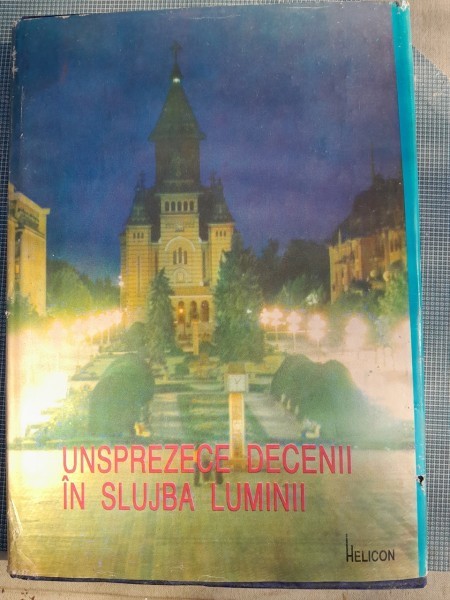 UNSPREZECE DECENII
ÎN SLUJBA LUMINII
HELICON